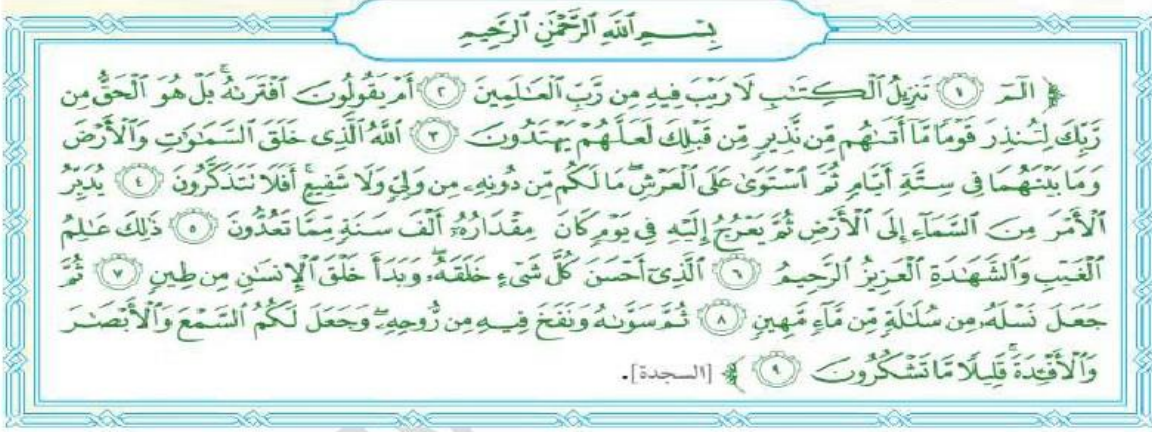 بِسْمِ ٱللَّهِ ٱلرَّحْمَٰنِ ٱلرَّحِيمِ
﴿ الٓمٓ ١ تَنزِيلُ ٱلْكِتَٰبِ لَا رَيْبَ فِيهِ مِن رَّبِّ ٱلْعَٰلَمِينَ ٢ أَمْ يَقُولُونَ ٱفْتَرَىٰهُ ۚ بَلْ هُوَ ٱلْحَقُّ مِن
رَّبِّكَ لِتُنذِرَ قَوْمًا مَّآ أَتَىٰهُم مِّن نَّذِيرٍ مِّن قَبْلِكَ لَعَلَّهُمْ يَهْتَدُونَ ٣ ٱللَّهُ ٱلَّذِى خَلَقَ ٱلسَّمَٰوَٰتِ وَٱلْأَرْضَ
وَمَا بَيْنَهُمَا فِى سِتَّةِ أَيَّامٍ ثُمَّ ٱسْتَوَىٰ عَلَى ٱلْعَرْشِ ۖ مَا لَكُم مِّن دُونِهِۦ مِن وَلِىٍّ وَلَا شَفِيعٍ ۚ أَفَلَا تَتَذَكَّرُونَ ٤ يُدَبِّرُ
ٱلْأَمْرَ مِنَ ٱلسَّمَآءِ إِلَى ٱلْأَرْضِ ثُمَّ يَعْرُجُ إِلَيْهِ فِى يَوْمٍ كَانَ مِقْدَارُهُۥٓ أَلْفَ سَنَةٍ مِّمَّا تَعُدُّونَ ٥ ذَٰلِكَ عَٰلِمُ
ٱلْغَيْبِ وَٱلشَّهَٰدَةِ ٱلْعَزِيزُ ٱلرَّحِيمُ ٦ ٱلَّذِىٓ أَحْسَنَ كُلَّ شَىْءٍ خَلَقَهُۥ ۖ وَبَدَأَ خَلْقَ ٱلْإِنسَٰنِ مِن طِينٍ ٧ ثُمَّ
جَعَلَ نَسْلَهُۥ مِن سُلَٰلَةٍ مِّن مَّآءٍ مَّهِينٍ ٨ ثُمَّ سَوَّىٰهُ وَنَفَخَ فِيهِ مِن رُّوحِهِۦ ۖ وَجَعَلَ لَكُمُ ٱلسَّمْعَ وَٱلْأَبْصَٰرَ
وَٱلْأَفْـِٔدَةَ ۚ قَلِيلًا مَّا تَشْكُرُونَ ٩ ﴾ [السجدة].